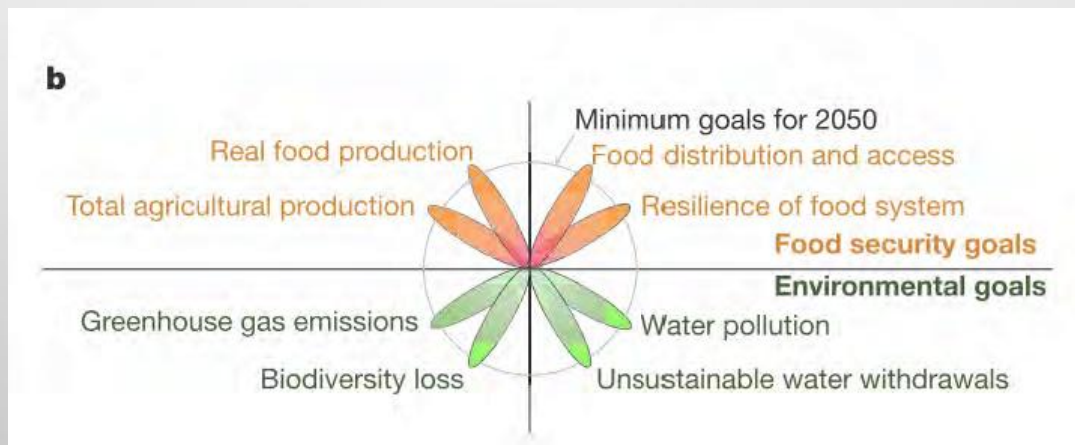 b
Minimum goals for 2050
Real food production
Food distribution and access
Total agricultural production
Resilience of food system
Food security goals
Environmental goals
Greenhouse gas emissions
Water pollution
Biodiversity loss
Unsustainable water withdrawals